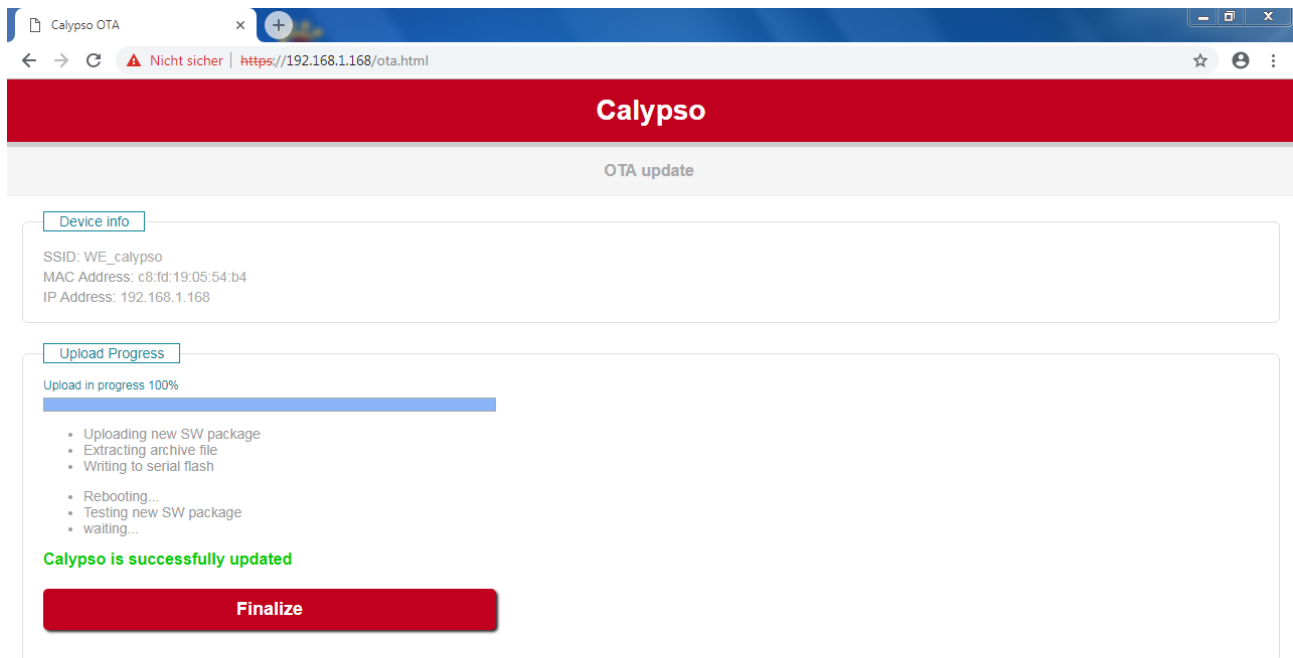 Calypso OTA
Nicht sicher | https://192.168.1.168/ota.html
Calypso
OTA update
Device info
SSID: WE_calypso
MAC Address: c8:fd:19:05:54:b4
IP Address: 192.168.1.168
Upload Progress
Upload in progress 100%
Uploading new SW package
Extracting archive file
Writing to serial flash
Rebooting...
Testing new SW package
waiting...
Calypso is successfully updated
Finalize